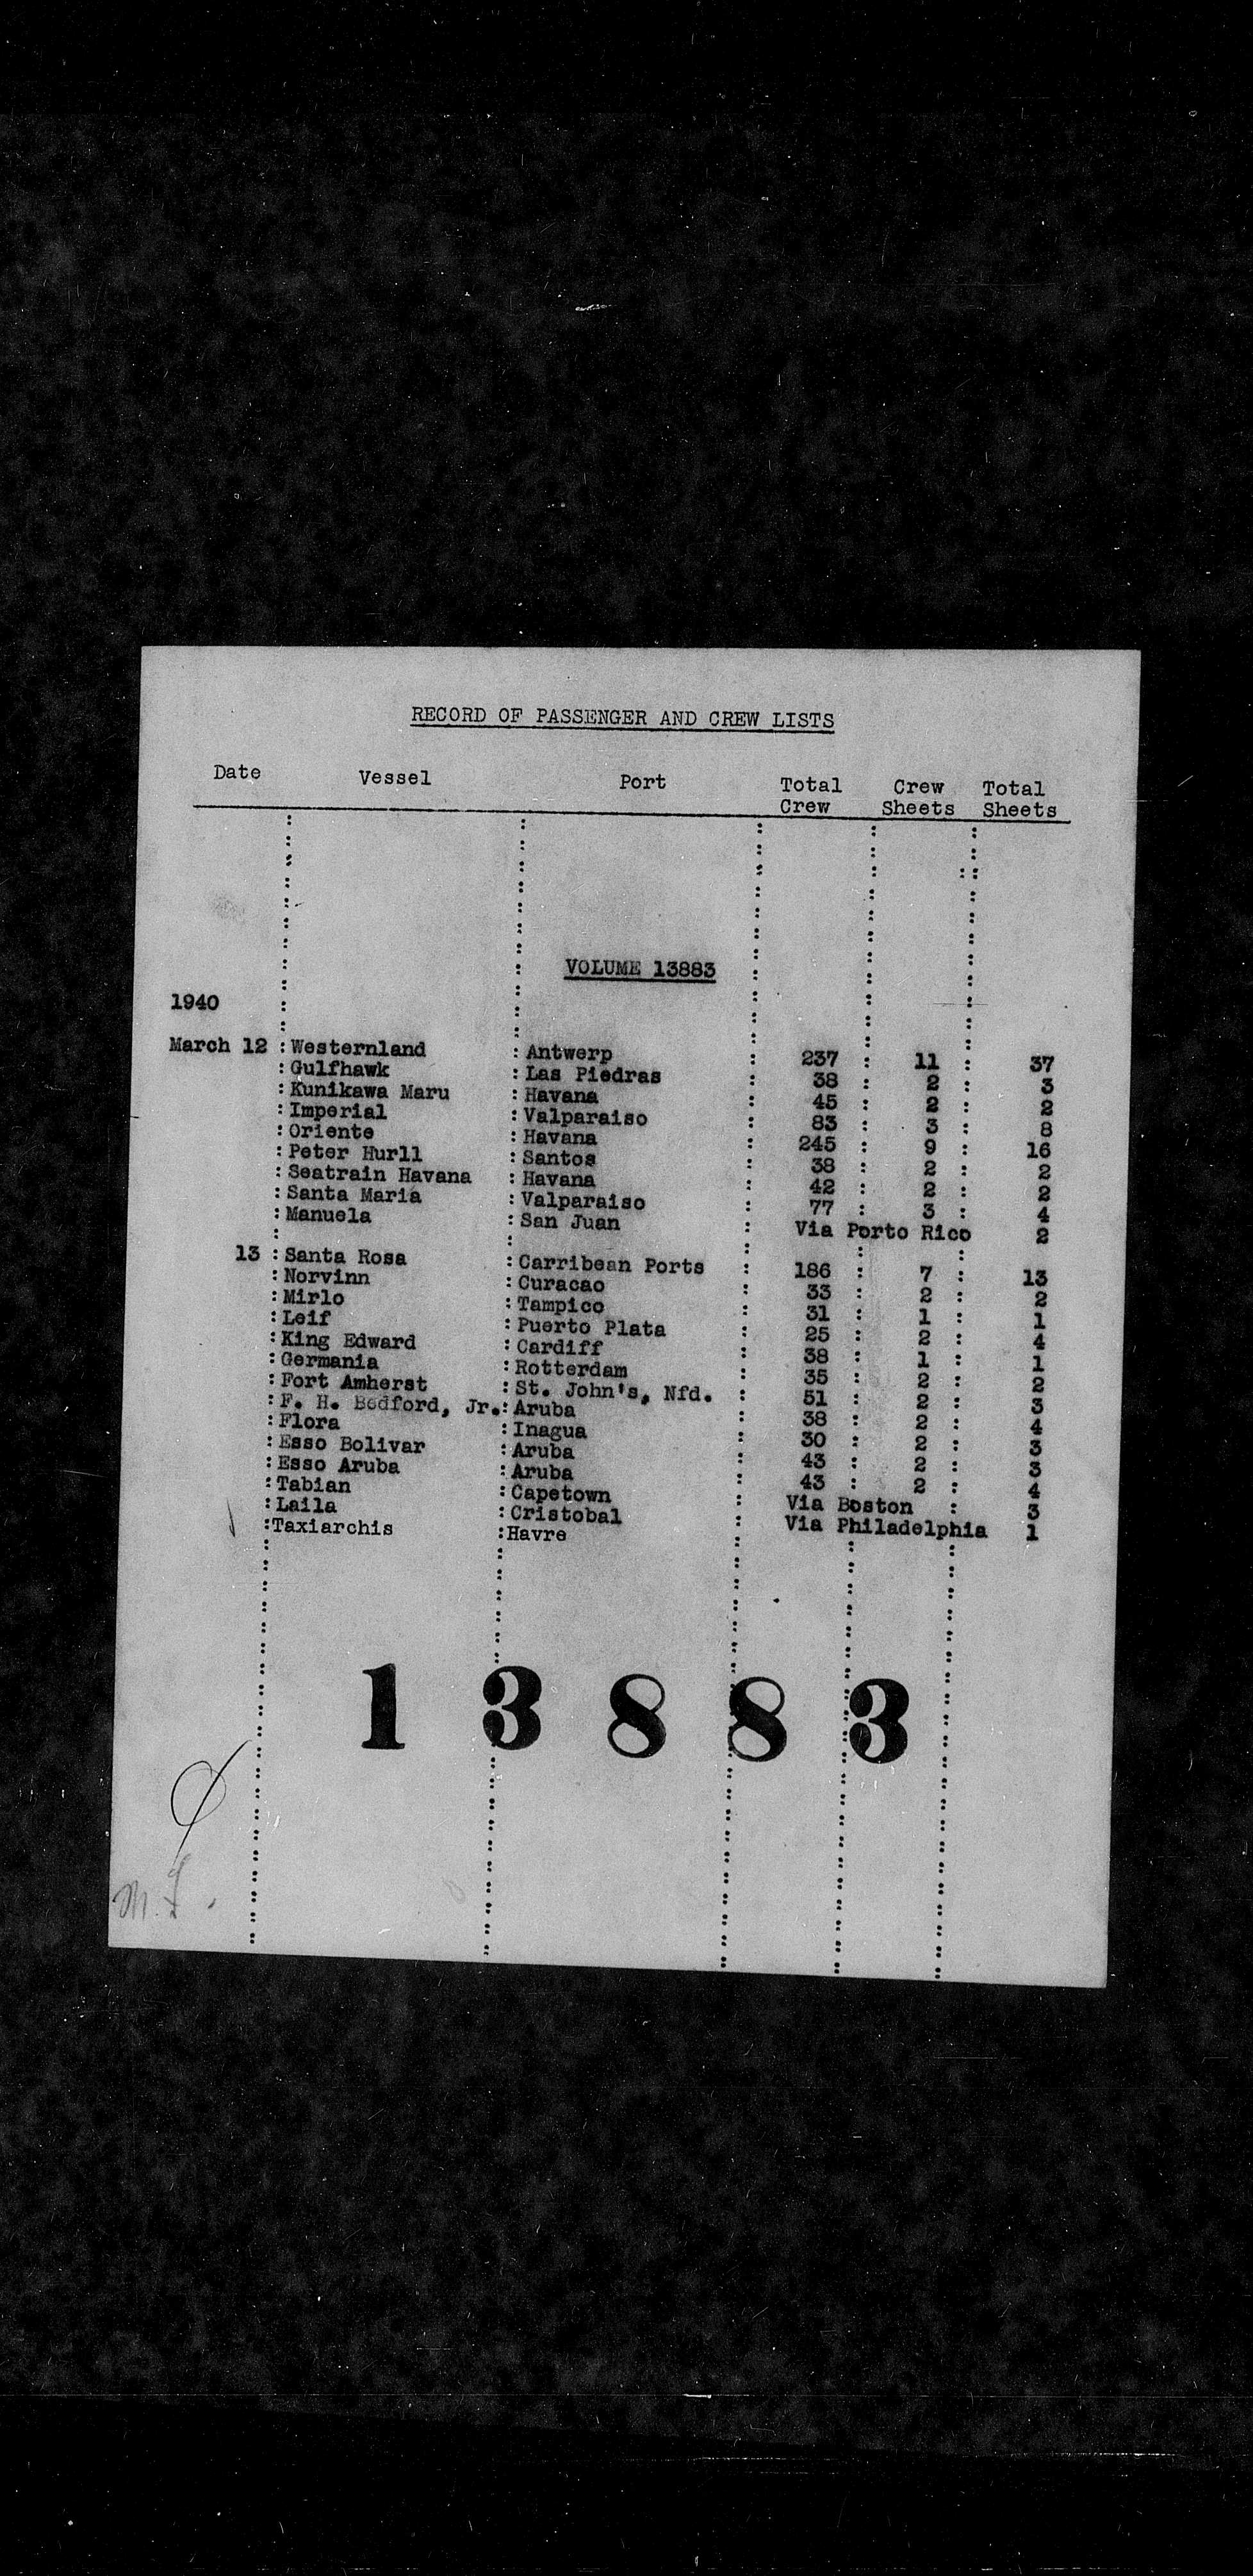 RECORD OF PASSENGER AND CREW LISTS
Date Vessel Port Total Crew Total
Crew Sheets Sheets
VOLUME 13883
1940
March 12 : Westernland : Antwerp : 237 : 11 : 37
: Gulfhawk : Las Piedras : 38 : 2 : 3
: Kunikawa Maru : Havana : 45 : 2 : 2
: Imperial : Valparaiso : 83 : 3 : 8
: Oriente : Havana : 245 : 9 : 16
: Peter Hurll : Santos : 38 : 2 : 2
: Seatrain Havana : Havana : 42 : 2 : 2
: Santa Maria : Valparaiso : 77 : 3 : 4
: Manuela : San Juan : Via Porto Rico 2
13 : Santa Rosa : Carribean Ports : 186 : 7 : 13
: Norvinn : Curacao : 33 : 2 : 2
: Mirlo : Tampico : 31 : 1 : 1
: Leif : Puerto Plata : 25 : 2 : 4
: King Edward : Cardiff : 38 : 1 : 1
: Germania : Rotterdam : 35 : 2 : 2
: Fort Amherst : St. John's, Nfd. : 51 : 2 : 3
: F. H. Bedford, Jr. : Aruba : 38 : 2 : 4
: Flora : Inagua : 30 : 2 : 3
: Esso Bolivar : Aruba : 43 : 2 : 3
: Esso Aruba : Aruba : 43 : 2 : 4
: Tabian : Capetown : Via Boston : 3
: Laila : Cristobal : Via Philadelphia 1
: Taxiarchis : Havre
1 3 8 8 3